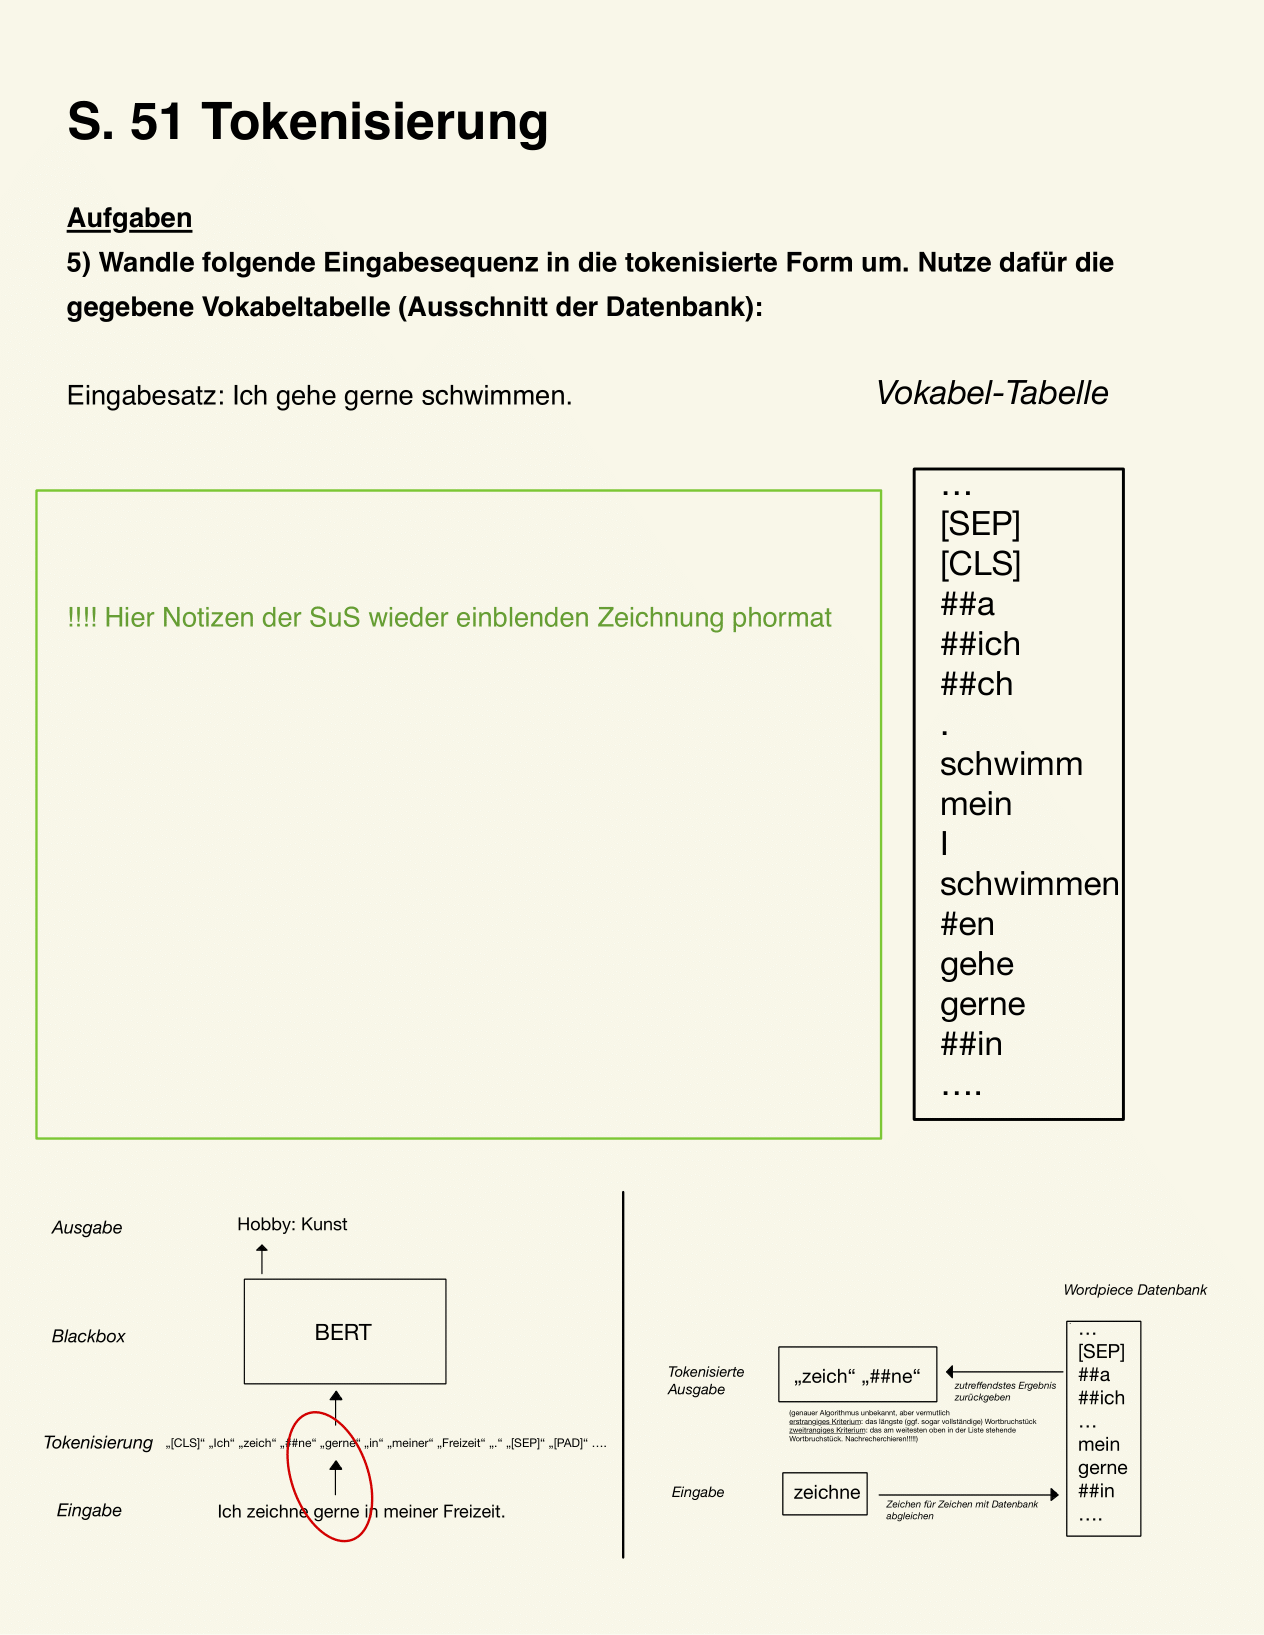 S. 51 Tokenisierung
Aufgaben
5) Wandle folgende Eingabesequenz in die tokenisierte Form um. Nutze dafür die
gegebene Vokabeltabelle (Ausschnitt der Datenbank):
Eingabesatz: Ich gehe gerne schwimmen.
Vokabel-Tabelle
!!!! Hier Notizen der SuS wieder einblenden Zeichnung phormat
...
[SEP]
[CLS]
##a
##ich
##ch
.
schwimm
mein
I
schwimmen
#en
gehe
gerne
##in
....
Ausgabe
Hobby: Kunst
Blackbox
BERT
Tokenisierung
„[CLS]“ „Ich“ „zeich“ „##ne“ „gerne“ „in“ „meiner“ „Freizeit“ „.“ „[SEP]“ „[PAD]“ ....
Eingabe
Ich zeichne gerne in meiner Freizeit.
Wordpiece Datenbank
Tokenisierte
Ausgabe
„zeich“ „##ne“
zutreffendstes Ergebnis
zurückgeben
(genauer Algorithmus unbekannt, aber vermutlich
erstrangiges Kriterium: das längste (ggf. sogar vollständige) Wortbruchstück
zweitrangiges Kriterium: das am weitesten oben in der Liste stehende
Wortbruchstück. Nachrecherchieren!!!!!)
Eingabe
zeichne
Zeichen für Zeichen mit Datenbank
abgleichen
...
[SEP]
##a
##ich
...
mein
gerne
##in
....